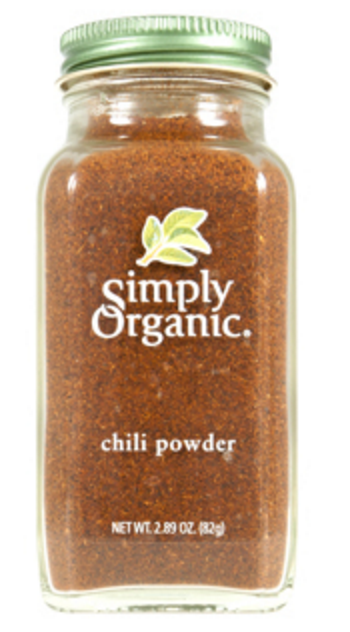 Simply
Organic.
chili powder
NET WT. 2.89 OZ. (82g)